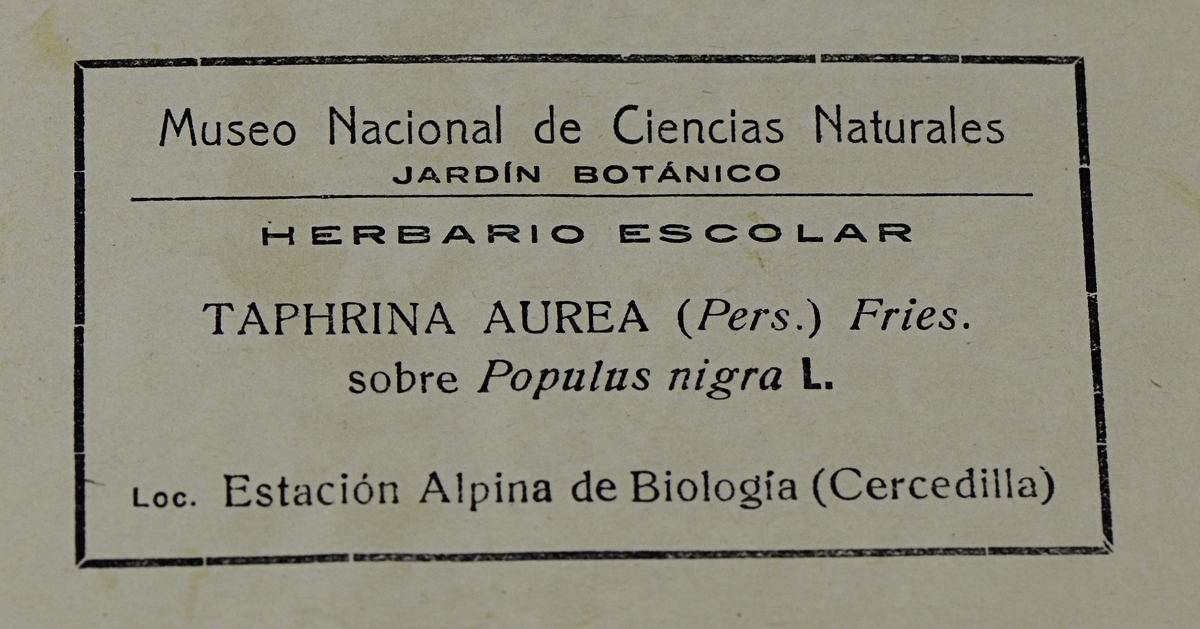 Museo Nacional de Ciencias Naturales
JARDÍN BOTÁNICO
HERBARIO ESCOLAR
TAPHRINA AUREA (Pers.) Fries.
sobre Populus nigra L.
Loc. Estación Alpina de Biología (Cercedilla)